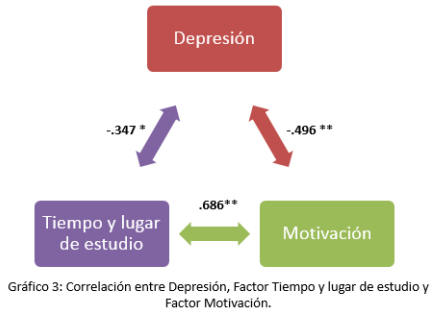 Depresión
-.347 *
-.496 **
.686**
Tiempo y lugar
de estudio
Motivación
Gráfico 3: Correlación entre Depresión, Factor Tiempo y lugar de estudio y
Factor Motivación.